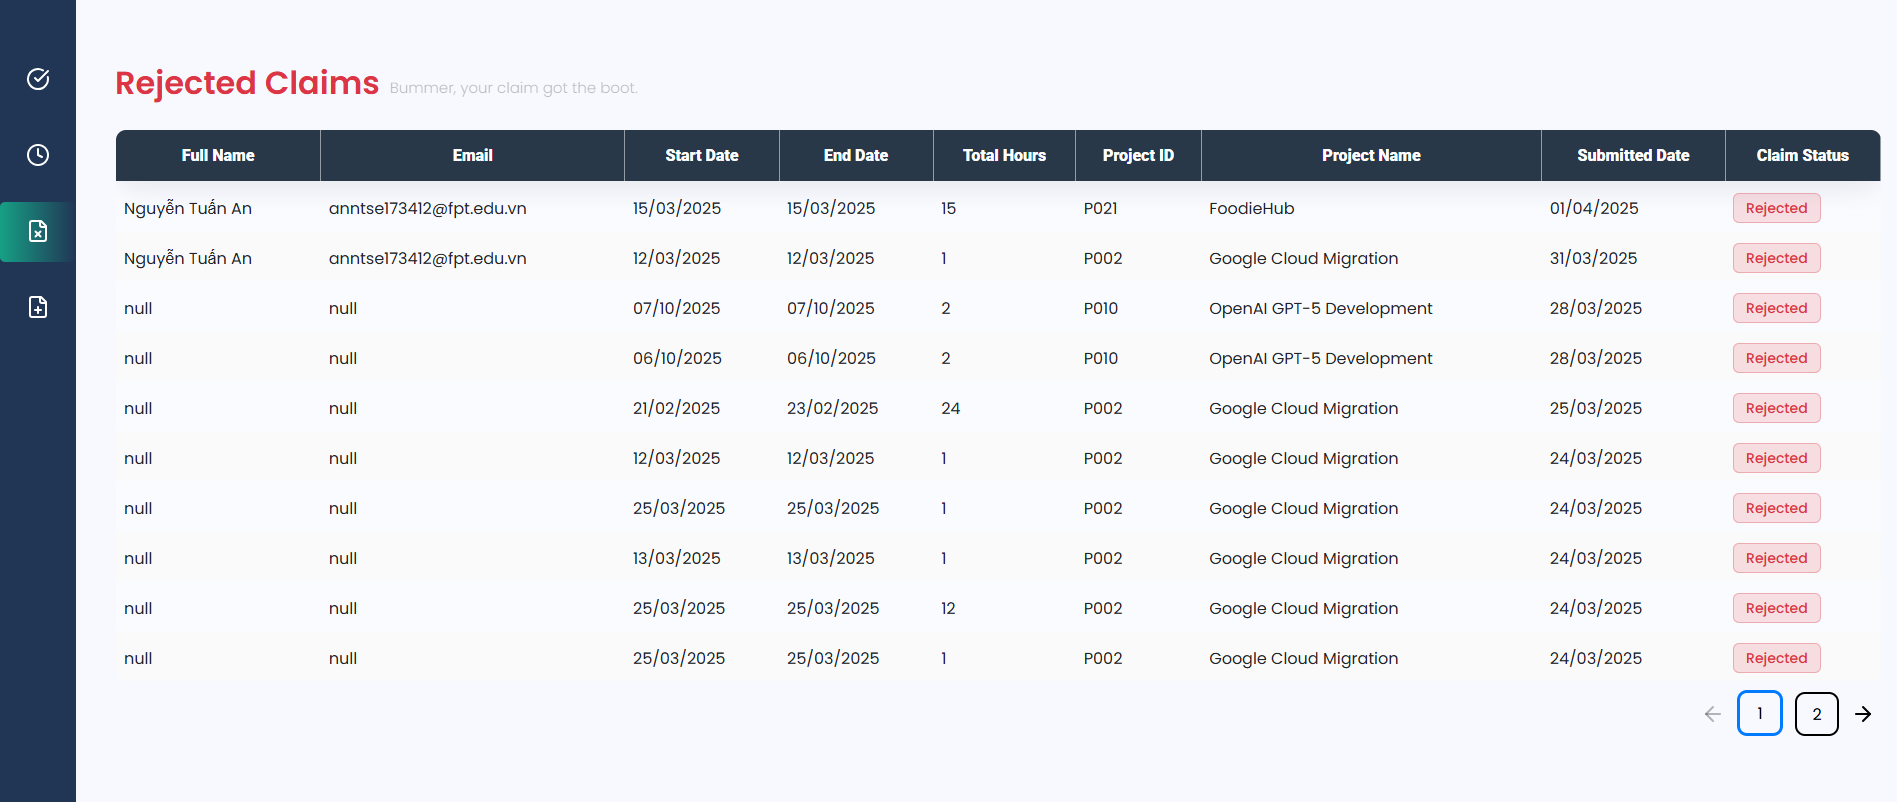 Rejected Claims Bummer, your claim got the boot.
Full Name Email Start Date End Date Total Hours Project ID Project Name Submitted Date Claim Status
Nguyễn Tuấn An anntse173412@fpt.edu.vn 15/03/2025 15/03/2025 15 P021 FoodieHub 01/04/2025 Rejected
Nguyễn Tuấn An anntse173412@fpt.edu.vn 12/03/2025 12/03/2025 1 P002 Google Cloud Migration 31/03/2025 Rejected
null null 07/10/2025 07/10/2025 2 P010 OpenAI GPT-5 Development 28/03/2025 Rejected
null null 06/10/2025 06/10/2025 2 P010 OpenAI GPT-5 Development 28/03/2025 Rejected
null null 21/02/2025 23/02/2025 24 P002 Google Cloud Migration 25/03/2025 Rejected
null null 12/03/2025 12/03/2025 1 P002 Google Cloud Migration 24/03/2025 Rejected
null null 25/03/2025 25/03/2025 1 P002 Google Cloud Migration 24/03/2025 Rejected
null null 13/03/2025 13/03/2025 1 P002 Google Cloud Migration 24/03/2025 Rejected
null null 25/03/2025 25/03/2025 12 P002 Google Cloud Migration 24/03/2025 Rejected
null null 25/03/2025 25/03/2025 1 P002 Google Cloud Migration 24/03/2025 Rejected
1 2